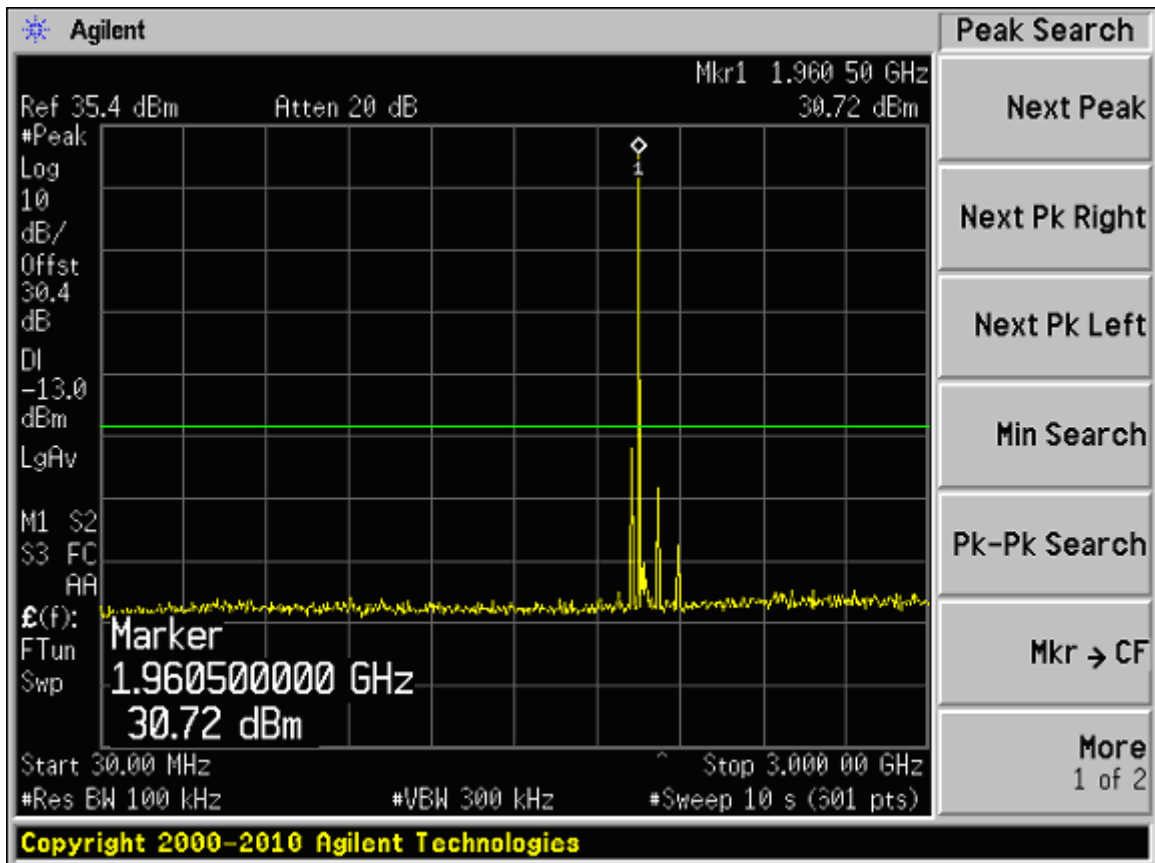 Agilent
Peak Search
Mkr1 1.960 50 GHz
Ref 35.4 dBm Atten 20 dB 30.72 dBm
#Peak
Log
10
dB/
Offst
30.4
dB
DI
-13.0
dBm
LgAv
M1 S2
S3 FC
AA
£(f):
FTun
Swp
1
Marker
1.960500000 GHz
30.72 dBm
Start 30.00 MHz ^ Stop 3.000 00 GHz
#Res BW 100 kHz #VBW 300 kHz #Sweep 10 s (601 pts)
Next Peak
Next Pk Right
Next Pk Left
Min Search
Pk-Pk Search
Mkr → CF
More
1 of 2
Copyright 2000-2010 Agilent Technologies